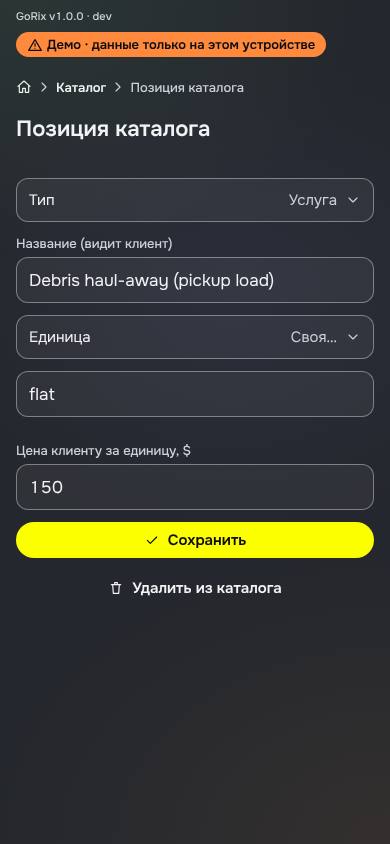 GoRix v1.0.0 · dev
Демо · данные только на этом устройстве
Каталог > Позиция каталога
Позиция каталога
Тип Услуга
Название (видит клиент)
Debris haul-away (pickup load)
Единица Своя...
flat
Цена клиенту за единицу, $
150
Сохранить
Удалить из каталога